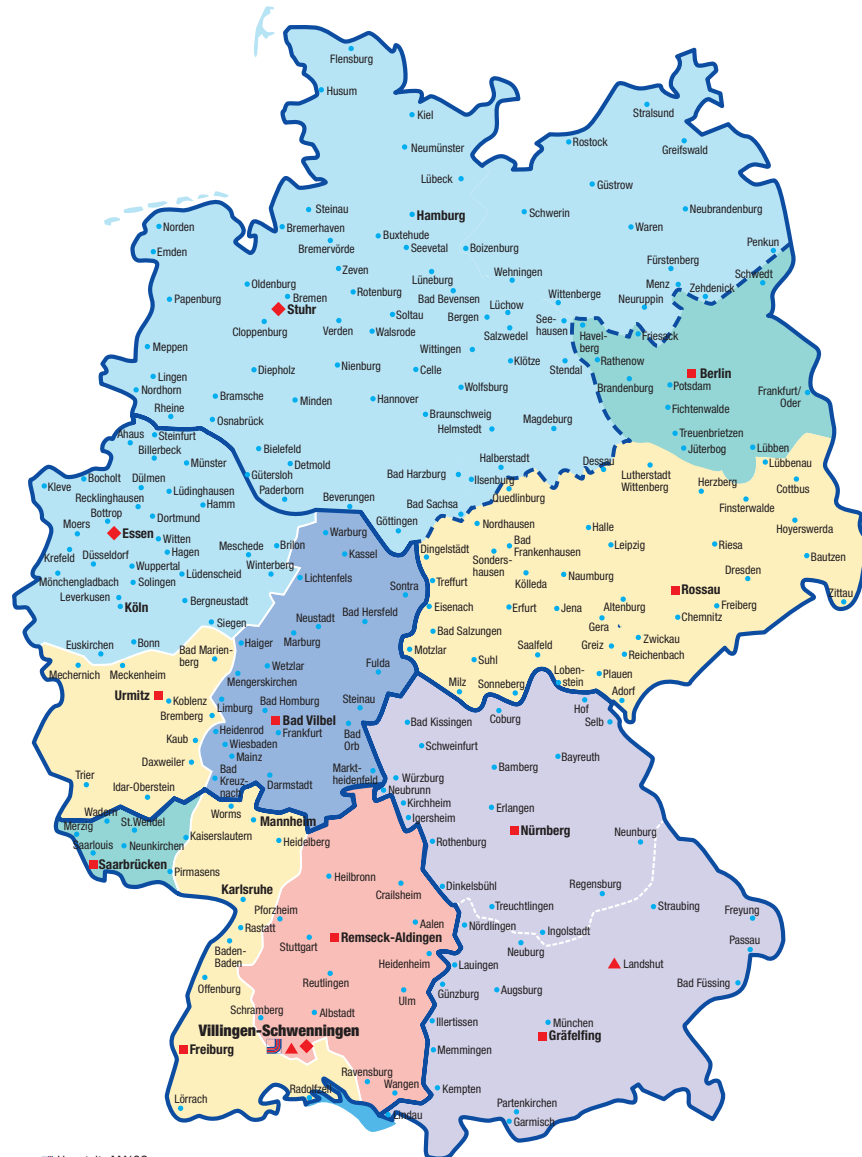 Flensburg
Husum
Kiel
Stralsund
Neumünster
Rostock
Greifswald
Lübeck
Güstrow
Steinau
Hamburg
Schwerin
Neubrandenburg
Norden
Bremerhaven
Buxtehude
Waren
Bremervörde
Seevetal
Boizenburg
Penkun
Emden
Zeven
Fürstenberg
Wehningen
Schwedt
Oldenburg
Lüneburg
Menz
Zehdenick
Papenburg
Bremen
Rotenburg
Bad Bevensen
Wittenberge
Neuruppin
Stuhr
Soltau
Bergen
Lüchow
See-
hausen
Cloppenburg
Verden
Walsrode
Salzwedel
Havel-
berg
Friesack
Meppen
Wittingen
Klötze
Stendal
Rathenow
Berlin
Lingen
Diepholz
Nienburg
Celle
Brandenburg
Potsdam
Nordhorn
Bramsche
Minden
Hannover
Wolfsburg
Frankfurt/
Oder
Rheine
Osnabrück
Braunschweig
Fichtenwalde
Helmstedt
Magdeburg
Treuenbrietzen
Ahaus
Steinfurt
Bielefeld
Jüterbog
Lübben
Billerbeck
Münster
Detmold
Halberstadt
Dessau
Lübbenau
Kleve
Bocholt
Dülmen
Gütersloh
Bad Harzburg
Ilsenburg
Lutherstadt
Wittenberg
Herzberg
Cottbus
Recklinghausen
Lüdinghausen
Paderborn
Quedlinburg
Finsterwalde
Bottrop
Hamm
Beverungen
Bad Sachsa
Moers
Dortmund
Göttingen
Nordhausen
Halle
Hoyerswerda
Essen
Witten
Warburg
Bad
Frankenhausen
Leipzig
Riesa
Krefeld
Düsseldorf
Hagen
Meschede
Brilon
Kassel
Dingelstädt
Sonders-
hausen
Bautzen
Wuppertal
Winterberg
Mönchengladbach
Solingen
Lüdenscheid
Lichtenfels
Treffurt
Kölleda
Naumburg
Dresden
Leverkusen
Sontra
Rossau
Zittau
Köln
Bergneustadt
Eisenach
Erfurt
Jena
Altenburg
Freiberg
Siegen
Neustadt
Bad Hersfeld
Gera
Chemnitz
Euskirchen
Bonn
Haiger
Marburg
Bad Salzungen
Zwickau
Bad Marien-
berg
Motzlar
Saalfeld
Greiz
Reichenbach
Mechernich
Meckenheim
Wetzlar
Fulda
Suhl
Mengerskirchen
Milz
Sonneberg
Loben-
stein
Plauen
Urmitz
Koblenz
Limburg
Bad Homburg
Steinau
Adorf
Bremberg
Bad Vilbel
Coburg
Hof
Selb
Kaub
Heidenrod
Frankfurt
Bad
Orb
Bad Kissingen
Wiesbaden
Schweinfurt
Daxweiler
Mainz
Bayreuth
Trier
Bad
Kreuz-
nach
Darmstadt
Markt-
heidenfeld
Bamberg
Idar-Oberstein
Würzburg
Neubrunn
Wadern
Worms
Kirchheim
Erlangen
Merzig
St.Wendel
Mannheim
Igersheim
Nürnberg
Saarlouis
Neunkirchen
Kaiserslautern
Heidelberg
Rothenburg
Neunburg
Saarbrücken
Pirmasens
Heilbronn
Crailsheim
Dinkelsbühl
Regensburg
Karlsruhe
Treuchtlingen
Straubing
Freyung
Pforzheim
Aalen
Nördlingen
Ingolstadt
Rastatt
Stuttgart
Remseck-Aldingen
Neuburg
Passau
Baden-
Baden
Heidenheim
Lauingen
Landshut
Offenburg
Reutlingen
Ulm
Günzburg
Augsburg
Bad Füssing
Schramberg
Albstadt
Illertissen
München
Villingen-Schwenningen
Gräfelfing
Freiburg
Memmingen
Ravensburg
Radolfzell
Wangen
Kempten
Lörrach
Lindau
Partenkirchen
Garmisch